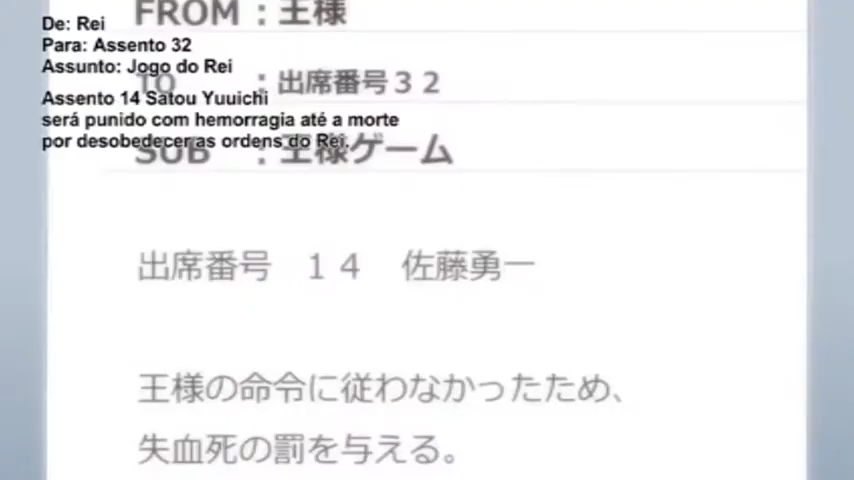 De: Rei
Para: Assento 32
Assunto: Jogo do Rei
Assento 14 Satou Yuuichi
será punido com hemorragia até a morte
por desobedecer as ordens do Rei.
FROM：王様
TO：出席番号３２
SUB：王様ゲーム
出席番号　１４　佐藤勇一
王様の命令に従わなかったため、
失血死の罰を与える。